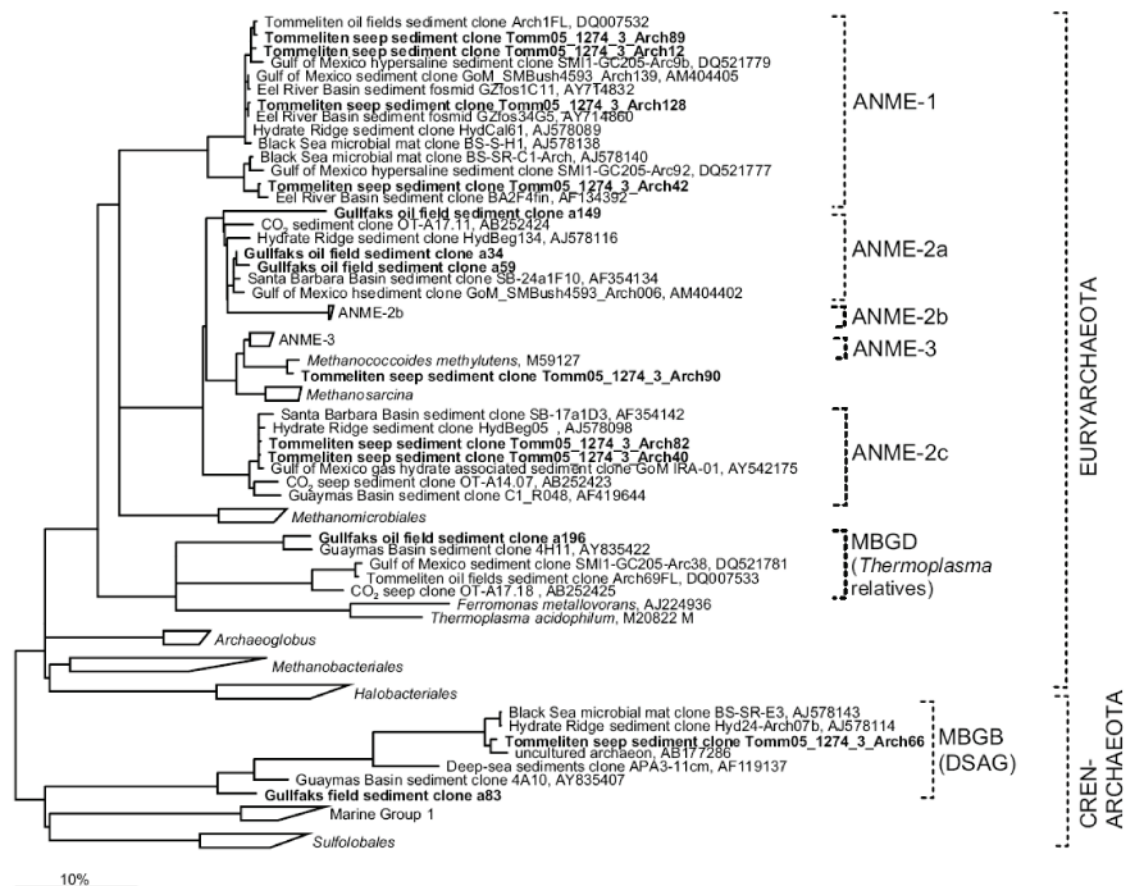 Tommeliten oil fields sediment clone Arch1FL, DQ007532
Tommeliten seep sediment clone Tomm05_1274_3_Arch89
Tommeliten seep sediment clone Tomm05_1274_3_Arch12
Gulf of Mexico hypersaline sediment clone SMI1-GC205-Arc9b, DQ521779
Gulf of Mexico sediment clone GoM_SMBush4593_Arch139, AM404405
Eel River Basin sediment fosmid GZfos1C11, AY714832
Tommeliten seep sediment clone Tomm05_1274_3_Arch128
Eel River Basin sediment fosmid GZfos34G5, AY714860
Hydrate Ridge sediment clone HydCal61, AJ578089
Black Sea microbial mat clone BS-S-H1, AJ578138
Black Sea microbial mat clone BS-SR-C1-Arch, AJ578140
Gulf of Mexico hypersaline sediment clone SMI1-GC205-Arc92, DQ521777
Tommeliten seep sediment clone Tomm05_1274_3_Arch42
Eel River Basin sediment clone BA2F4fin, AF134392
ANME-1
Gullfaks oil field sediment clone a149
CO2 sediment clone OT-A17.11, AB252424
Hydrate Ridge sediment clone HydBeg134, AJ578116
Gullfaks oil field sediment clone a34
Gullfaks oil field sediment clone a59
Santa Barbara Basin sediment clone SB-24a1F10, AF354134
Gulf of Mexico hsediment clone GoM_SMBush4593_Arch006, AM404402
ANME-2a
ANME-2b
ANME-2b
ANME-3
ANME-3
Methanococcoides methylutens, M59127
Tommeliten seep sediment clone Tomm05_1274_3_Arch90
Methanosarcina
Santa Barbara Basin sediment clone SB-17a1D3, AF354142
Hydrate Ridge sediment clone HydBeg05 , AJ578098
Tommeliten seep sediment clone Tomm05_1274_3_Arch82
Tommeliten seep sediment clone Tomm05_1274_3_Arch40
Gulf of Mexico gas hydrate associated sediment clone GoM IRA-01, AY542175
CO2 seep sediment clone OT-A14.07, AB252423
Guaymas Basin sediment clone C1_R048, AF419644
ANME-2c
Methanomicrobiales
Gullfaks oil field sediment clone a196
Guaymas Basin sediment clone 4H11, AY835422
Gulf of Mexico sediment clone SMI1-GC205-Arc38, DQ521781
Tommeliten oil fields sediment clone Arch69FL, DQ007533
CO2 seep clone OT-A17.18 , AB252425
Ferromonas metallovorans, AJ224936
Thermoplasma acidophilum, M20822 M
MBGD
(Thermoplasma
relatives)
Archaeoglobus
Methanobacteriales
Halobacteriales
EURYARCHAEOTA
Black Sea microbial mat clone BS-SR-E3, AJ578143
Hydrate Ridge sediment clone Hyd24-Arch07b, AJ578114
Tommeliten seep sediment clone Tomm05_1274_3_Arch66
uncultured archaeon, AB177286
Deep-sea sediments clone APA3-11cm, AF119137
Guaymas Basin sediment clone 4A10, AY835407
Gullfaks field sediment clone a83
MBGB
(DSAG)
Marine Group 1
Sulfolobales
CREN-
ARCHAEOTA
10%